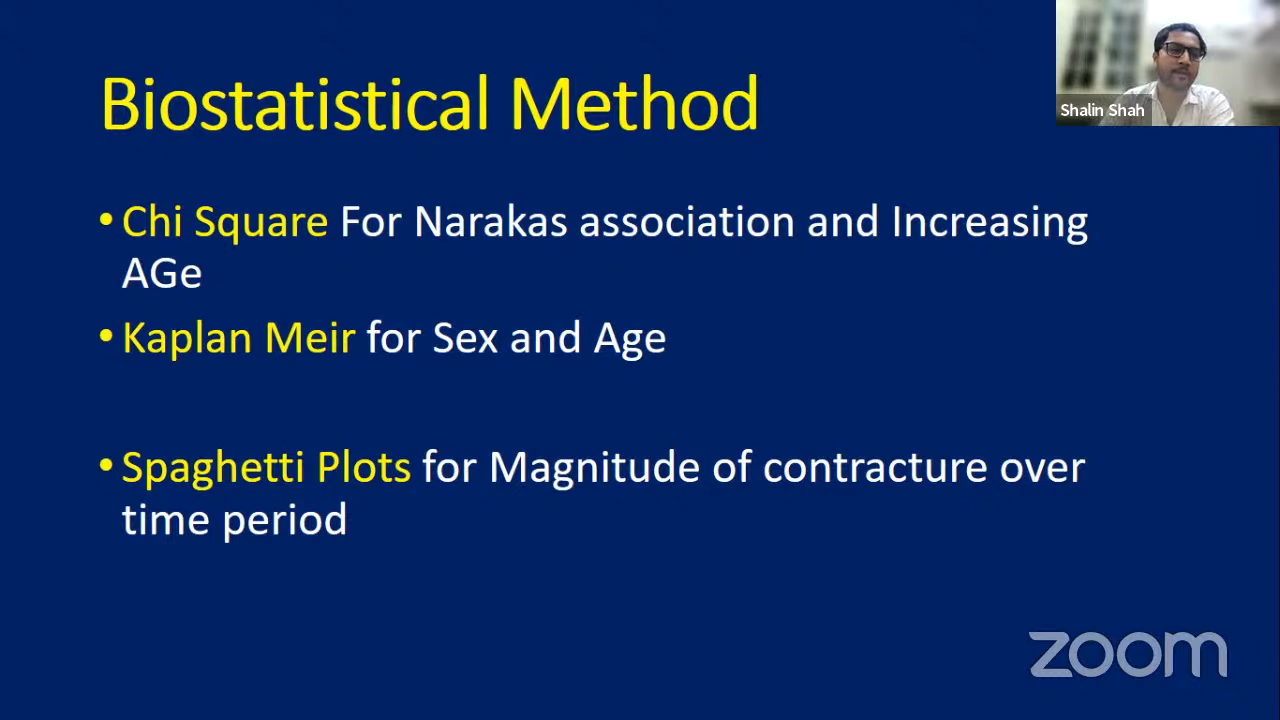 Biostatistical Method
Shalin Shah
• Chi Square For Narakas association and Increasing
AGe
• Kaplan Meir for Sex and Age
• Spaghetti Plots for Magnitude of contracture over
time period
zoom